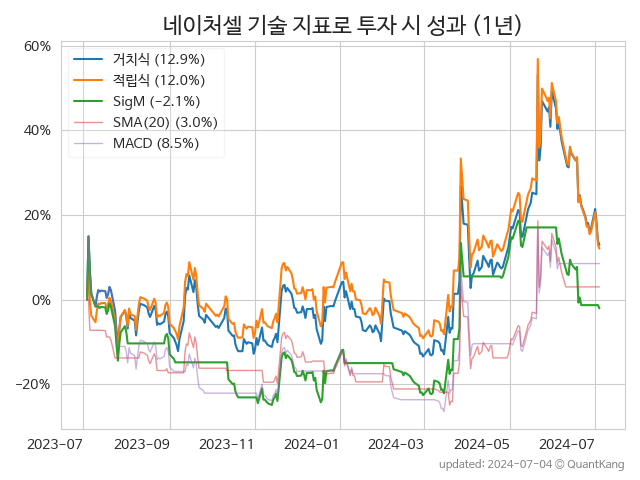 네이처셀 기술 지표로 투자 시 성과 (1년)
60%
40%
20%
0%
−20%
거치식 (12.9%)
적립식 (12.0%)
SigM (−2.1%)
SMA(20) (3.0%)
MACD (8.5%)
2023-07 2023-09 2023-11 2024-01 2024-03 2024-05 2024-07
updated: 2024-07-04 © QuantKang